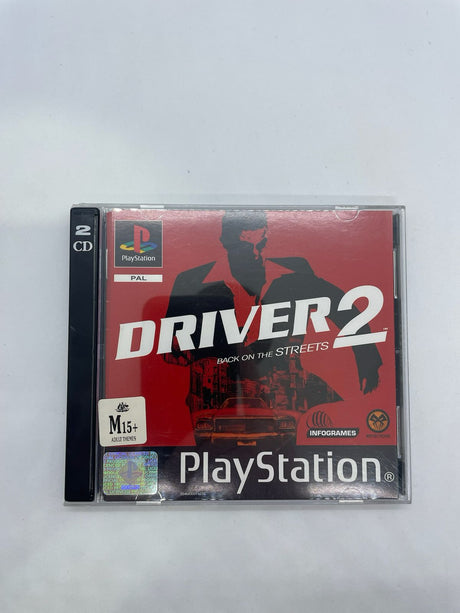 2
CD
PlayStation
PAL
DRIVER 2
BACK ON THE STREETS
M15+
ADULT THEMES
INFOGRAMES
PlayStation®